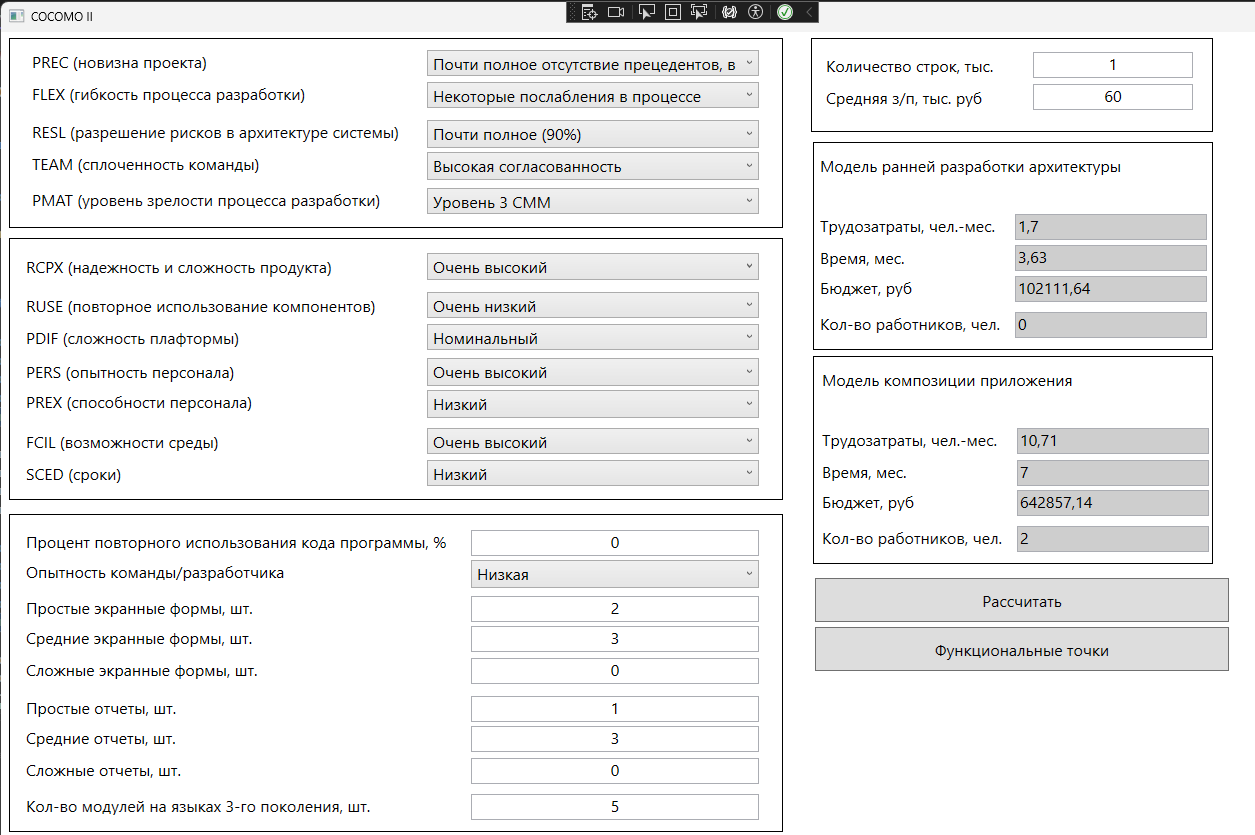 COCOMO II
PREC (новизна проекта)
Почти полное отсутствие прецедентов, в
FLEX (гибкость процесса разработки)
Некоторые послабления в процессе
RESL (разрешение рисков в архитектуре системы)
Почти полное (90%)
TEAM (сплоченность команды)
Высокая согласованность
PMAT (уровень зрелости процесса разработки)
Уровень 3 СММ
RCPX (надежность и сложность продукта)
Очень высокий
RUSE (повторное использование компонентов)
Очень низкий
PDIF (сложность плафтормы)
Номинальный
PERS (опытность персонала)
Очень высокий
PREX (способности персонала)
Низкий
FCIL (возможности среды)
Очень высокий
SCED (сроки)
Низкий
Процент повторного использования кода программы, %
0
Опытность команды/разработчика
Низкая
Простые экранные формы, шт.
2
Средние экранные формы, шт.
3
Сложные экранные формы, шт.
0
Простые отчеты, шт.
1
Средние отчеты, шт.
3
Сложные отчеты, шт.
0
Кол-во модулей на языках 3-го поколения, шт.
5
Количество строк, тыс.
1
Средняя з/п, тыс. руб
60
Модель ранней разработки архитектуры
Трудозатраты, чел.-мес.
1,7
Время, мес.
3,63
Бюджет, руб
102111,64
Кол-во работников, чел.
0
Модель композиции приложения
Трудозатраты, чел.-мес.
10,71
Время, мес.
7
Бюджет, руб
642857,14
Кол-во работников, чел.
2
Рассчитать
Функциональные точки